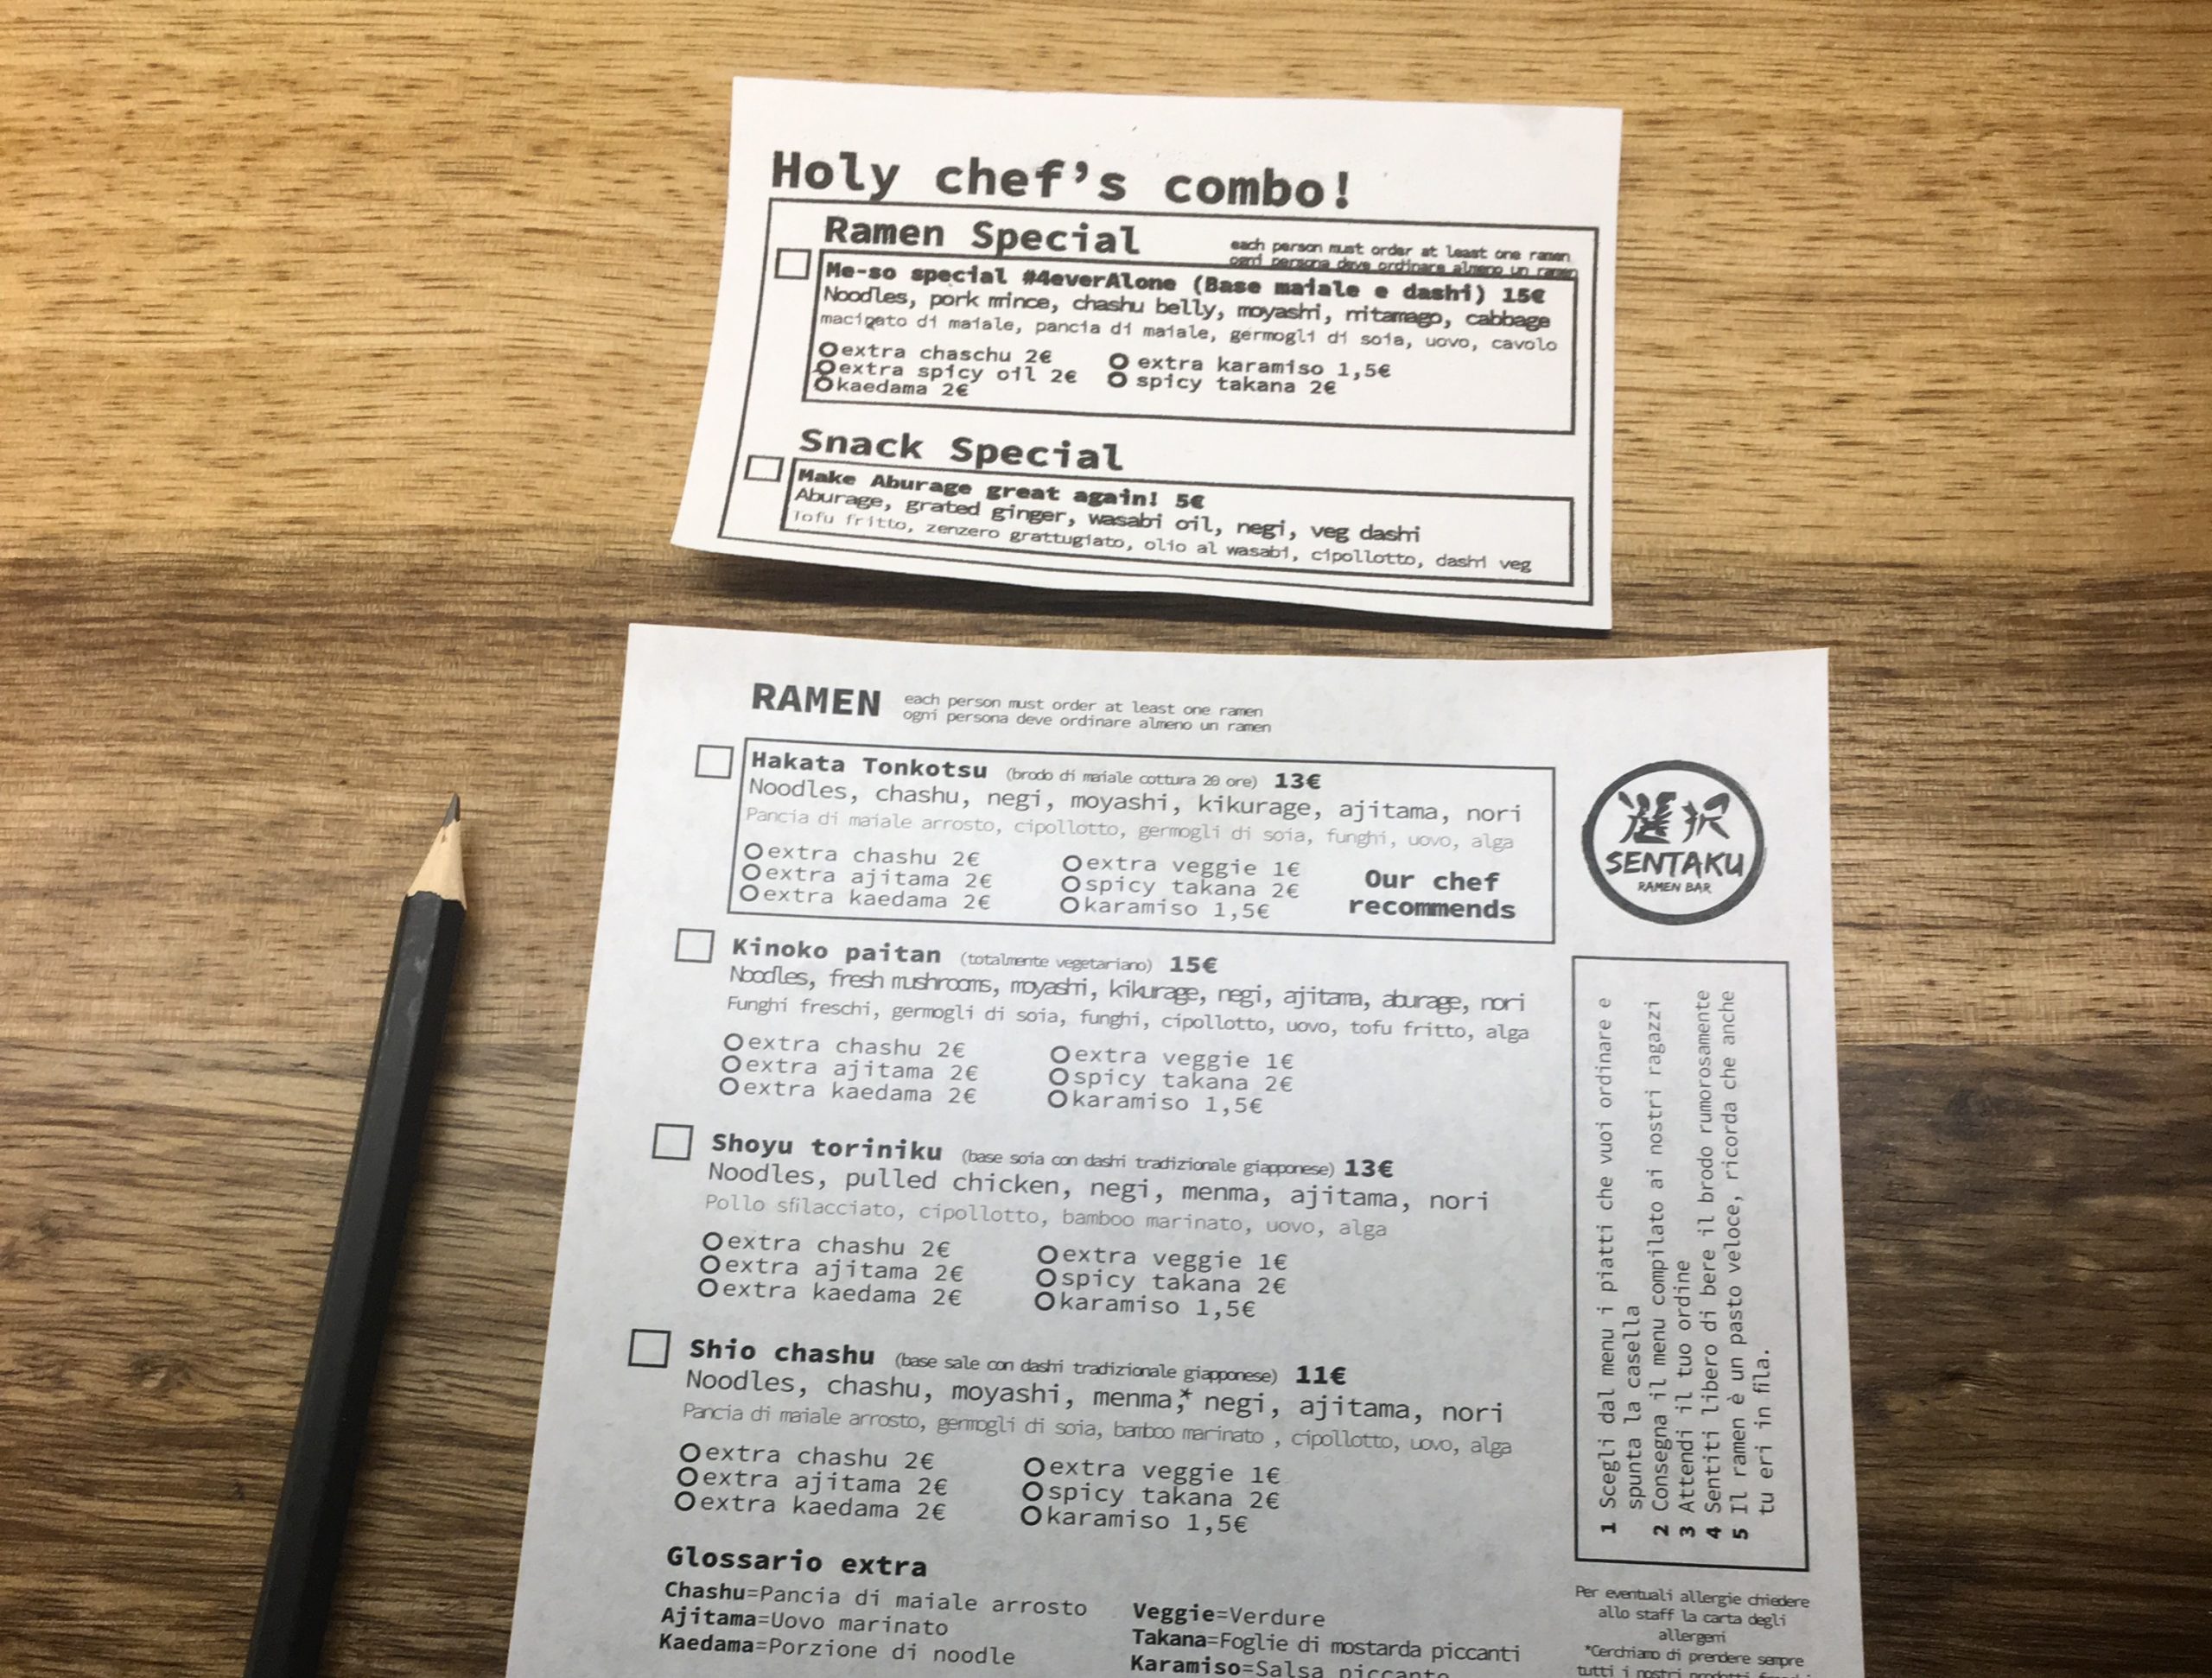 Holy chef's combo!
Ramen Special
each person must order at least one ramen
ogni persona deve ordinare almeno un ramen
Me-so special #4everAlone (Base maiale e dashi) 15€
Noodles, pork mince, chashu belly, moyashi, nitamago, cabbage
macinato di maiale, pancia di maiale, germogli di soia, uovo, cavolo
extra chaschu 2€
extra spicy oil 2€
kaedama 2€
extra karamiso 1,5€
spicy takana 2€
Snack Special
Make Aburage great again! 5€
Aburage, grated ginger, wasabi oil, negi, veg dashi
Tofu fritto, zenzero grattugiato, olio al wasabi, cipollotto, dashi veg
RAMEN
each person must order at least one ramen
ogni persona deve ordinare almeno un ramen
Hakata Tonkotsu (brodo di maiale cottura 20 ore) 13€
Noodles, chashu, negi, moyashi, kikurage, ajitama, nori
Pancia di maiale arrosto, cipollotto, germogli di soia, funghi, uovo, alga
extra chashu 2€
extra ajitama 2€
extra kaedama 2€
extra veggie 1€
spicy takana 2€
karamiso 1,5€
Our chef
recommends
Kinoko paitan (totalmente vegetariano) 15€
Noodles, fresh mushrooms, moyashi, kikurage, negi, ajitama, aburage, nori
Funghi freschi, germogli di soia, funghi, cipollotto, uovo, tofu fritto, alga
extra chashu 2€
extra ajitama 2€
extra kaedama 2€
extra veggie 1€
spicy takana 2€
karamiso 1,5€
Shoyu toriniku (base soia con dashi tradizionale giapponese) 13€
Noodles, pulled chicken, negi, menma, ajitama, nori
Pollo sfilacciato, cipollotto, bamboo marinato, uovo, alga
extra chashu 2€
extra ajitama 2€
extra kaedama 2€
extra veggie 1€
spicy takana 2€
karamiso 1,5€
Shio chashu (base sale con dashi tradizionale giapponese) 11€
Noodles, chashu, moyashi, menma,* negi, ajitama, nori
Pancia di maiale arrosto, germogli di soia, bamboo marinato , cipollotto, uovo, alga
extra chashu 2€
extra ajitama 2€
extra kaedama 2€
extra veggie 1€
spicy takana 2€
karamiso 1,5€
Glossario extra
Chashu=Pancia di maiale arrosto
Ajitama=Uovo marinato
Kaedama=Porzione di noodle
Veggie=Verdure
Takana=Foglie di mostarda piccanti
Karamiso=Salsa piccante
選択
SENTAKU
RAMEN BAR
1 Scegli dal menu i piatti che vuoi ordinare e
spunta la casella
2 Consegna il menu compilato ai nostri ragazzi
3 Attendi il tuo ordine
4 Sentiti libero di bere il brodo rumorosamente
5 Il ramen è un pasto veloce, ricorda che anche
tu eri in fila.
Per eventuali allergie chiedere
allo staff la carta degli
allergeni
*Cerchiamo di prendere sempre
tutti i nostri prodotti